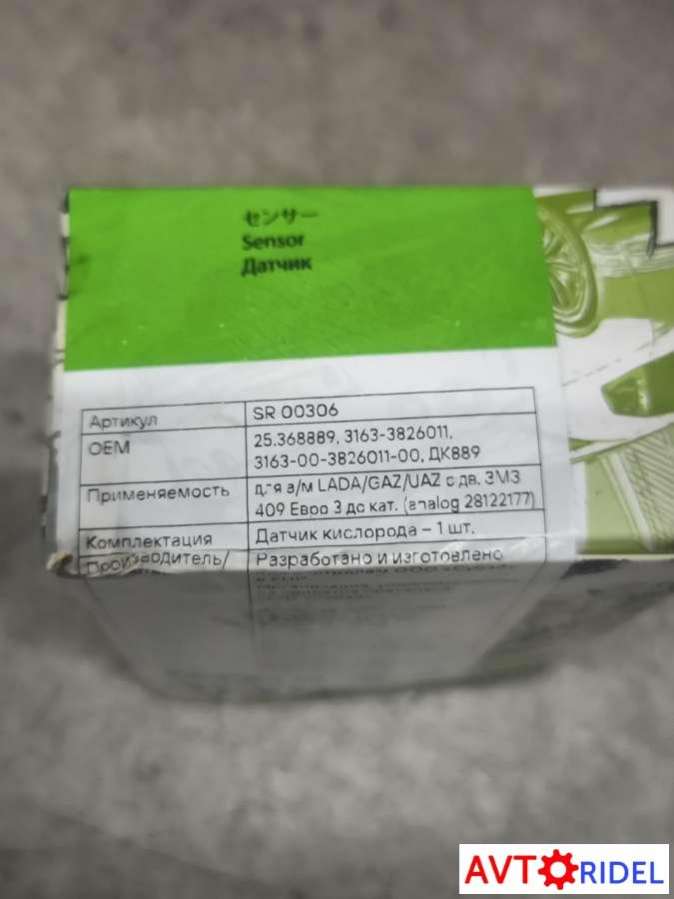 センサー
Sensor
Датчик
Артикул
SR 00306
OEM
25.368889, 3163-3826011,
3163-00-3826011-00, ДК889
Применяемость
для а/м LADA/GAZ/UAZ с дв. ЗМЗ
409 Евро 3 до кат. (analog 28122177)
Комплектация
Датчик кислорода – 1 шт.
Производитель/
Разработано и изготовлено
AVTORIDEL